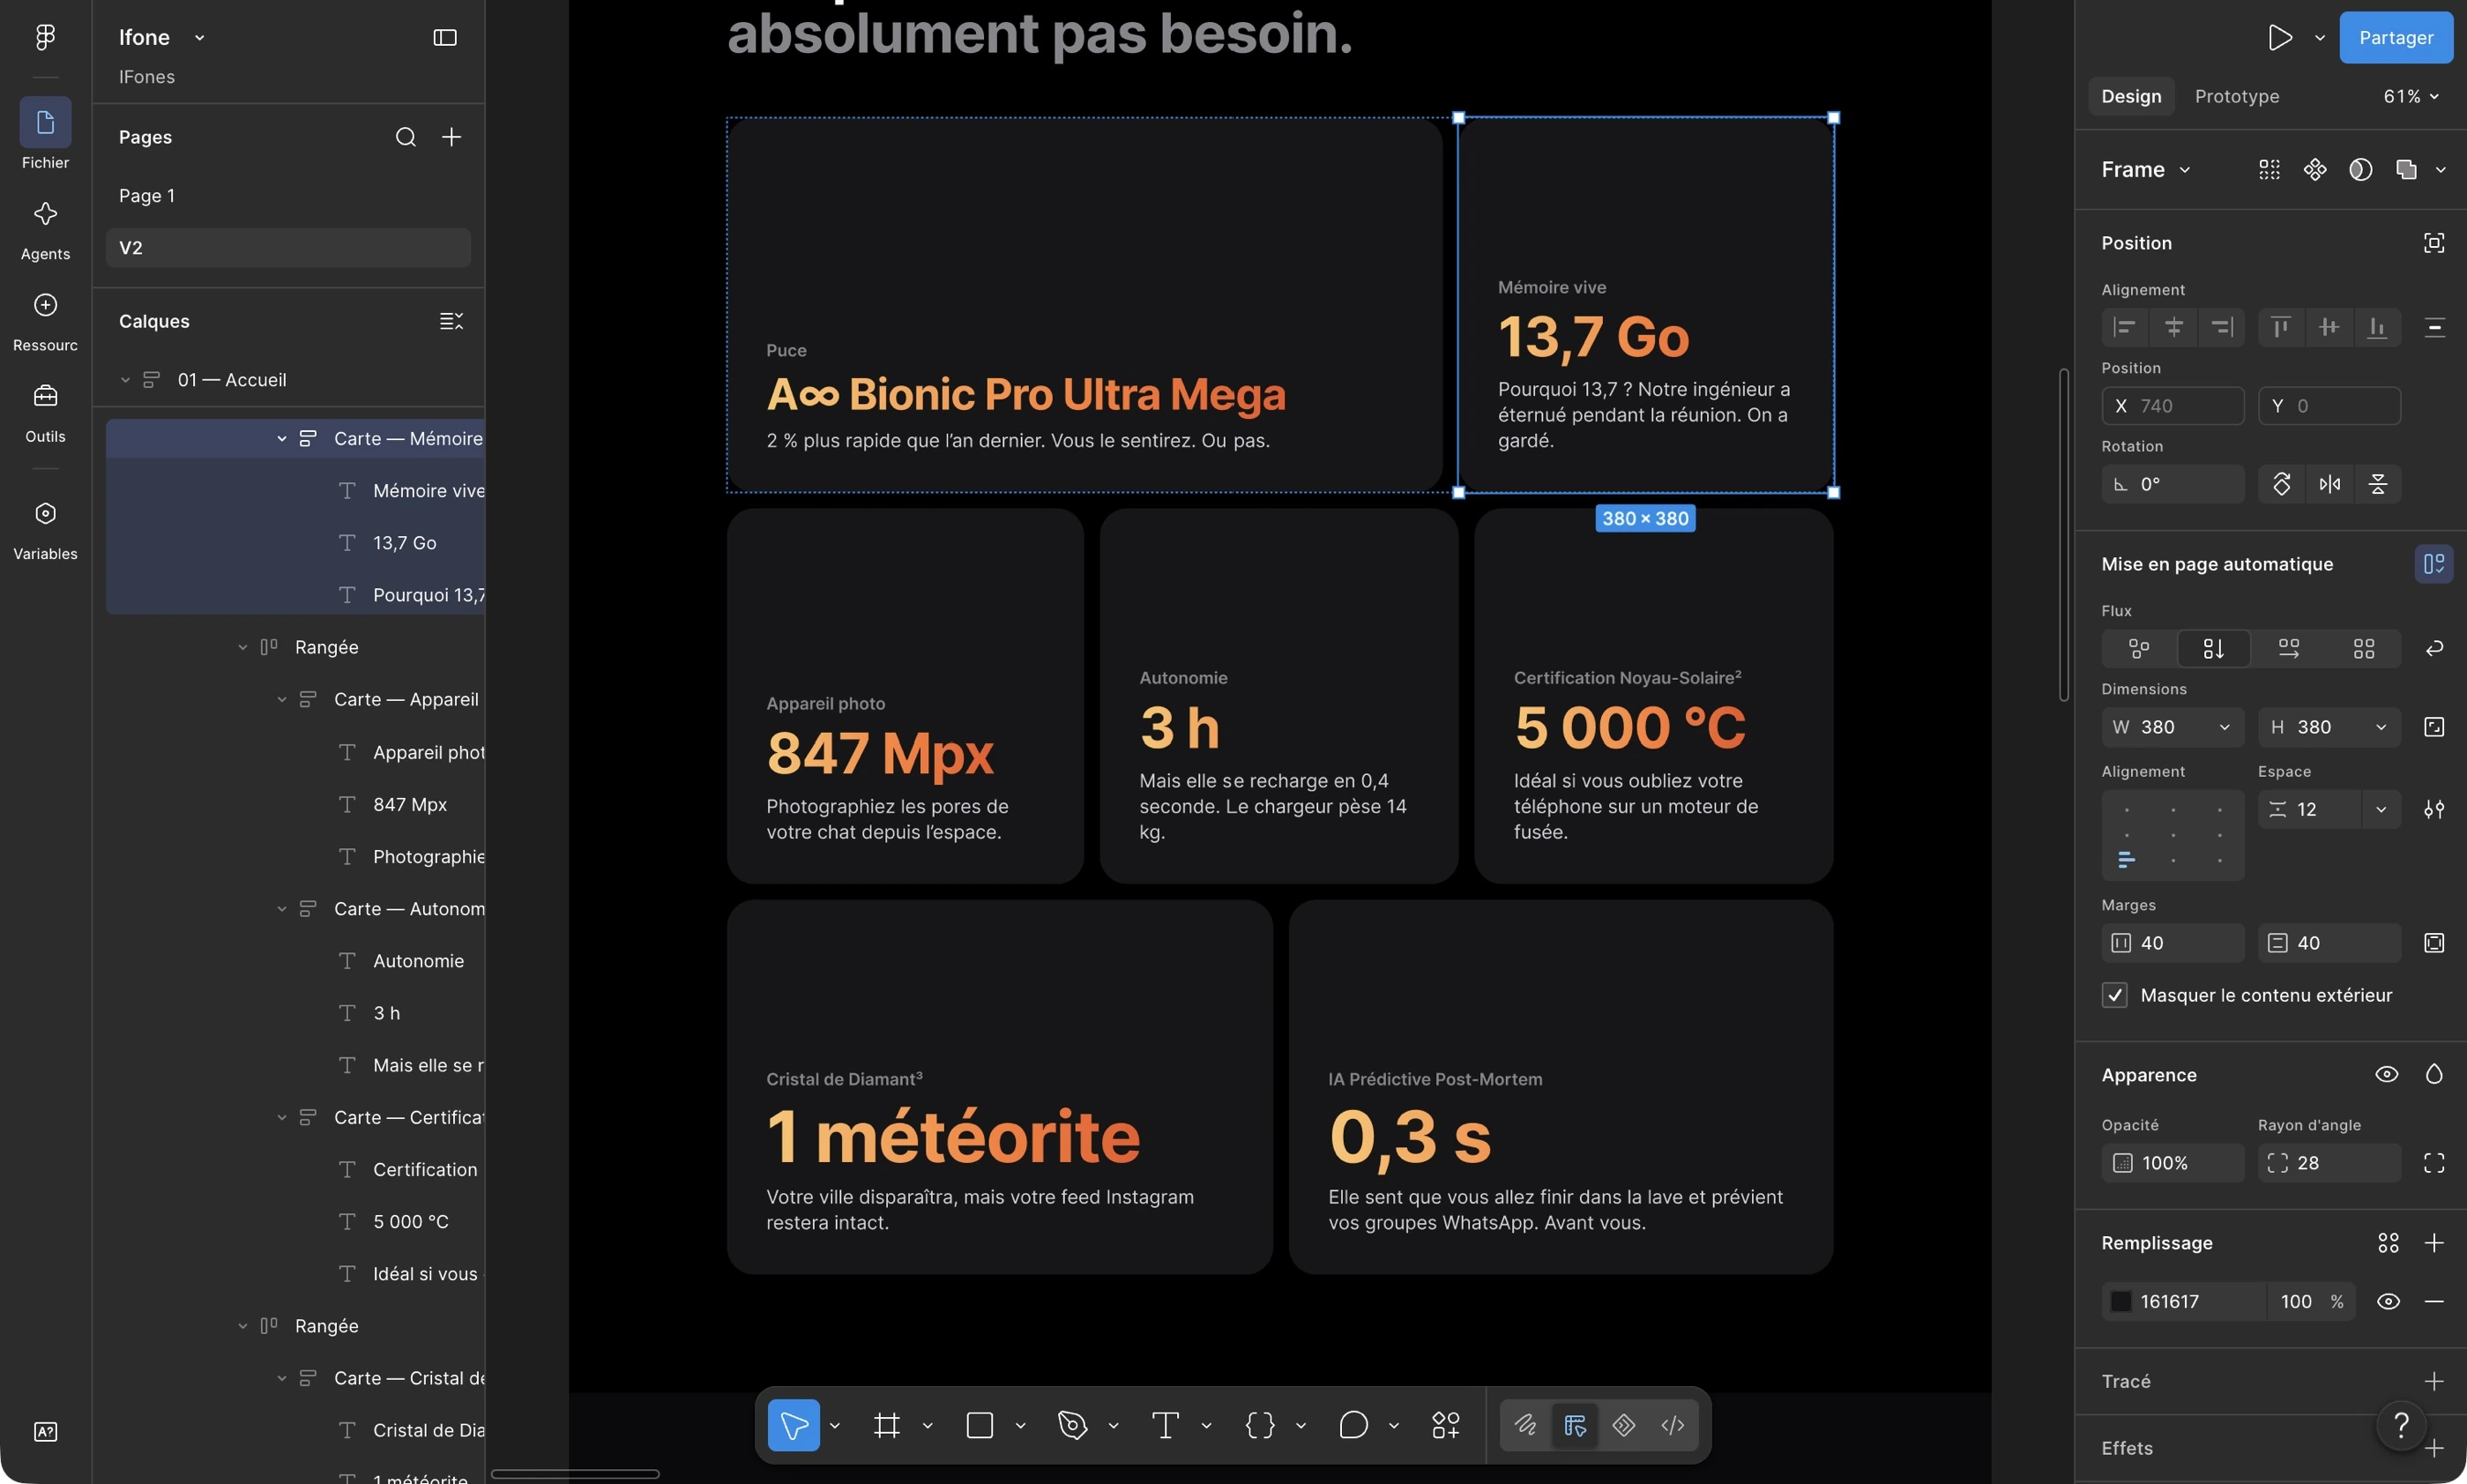 Ifone
IFones
Fichier
Agents
Ressourc
Outils
Variables
Pages
Page 1
V2
Calques
01 — Accueil
Carte — Mémoire
Mémoire vive
13,7 Go
Pourquoi 13,7
Rangée
Carte — Appareil
Appareil phot
847 Mpx
Photographie
Carte — Autonom
Autonomie
3 h
Mais elle se r
Carte — Certificat
Certification
5 000 °C
Idéal si vous
Rangée
Carte — Cristal de
Cristal de Dia
1 météorite
A?
absolument pas besoin.
Puce
A∞ Bionic Pro Ultra Mega
2 % plus rapide que l’an dernier. Vous le sentirez. Ou pas.
Mémoire vive
13,7 Go
Pourquoi 13,7 ? Notre ingénieur a
éternué pendant la réunion. On a
gardé.
380 × 380
Appareil photo
847 Mpx
Photographiez les pores de
votre chat depuis l’espace.
Autonomie
3 h
Mais elle se recharge en 0,4
seconde. Le chargeur pèse 14
kg.
Certification Noyau-Solaire²
5 000 °C
Idéal si vous oubliez votre
téléphone sur un moteur de
fusée.
Cristal de Diamant³
1 météorite
Votre ville disparaîtra, mais votre feed Instagram
restera intact.
IA Prédictive Post-Mortem
0,3 s
Elle sent que vous allez finir dans la lave et prévient
vos groupes WhatsApp. Avant vous.
Partager
Design Prototype 61%
Frame
Position
Alignement
Position
X 740 Y 0
Rotation
0°
Mise en page automatique
Flux
Dimensions
W 380 H 380
Alignement Espace
12
Marges
40 40
Masquer le contenu extérieur
Apparence
Opacité Rayon d'angle
100% 28
Remplissage
161617 100 %
Tracé
Effets
?